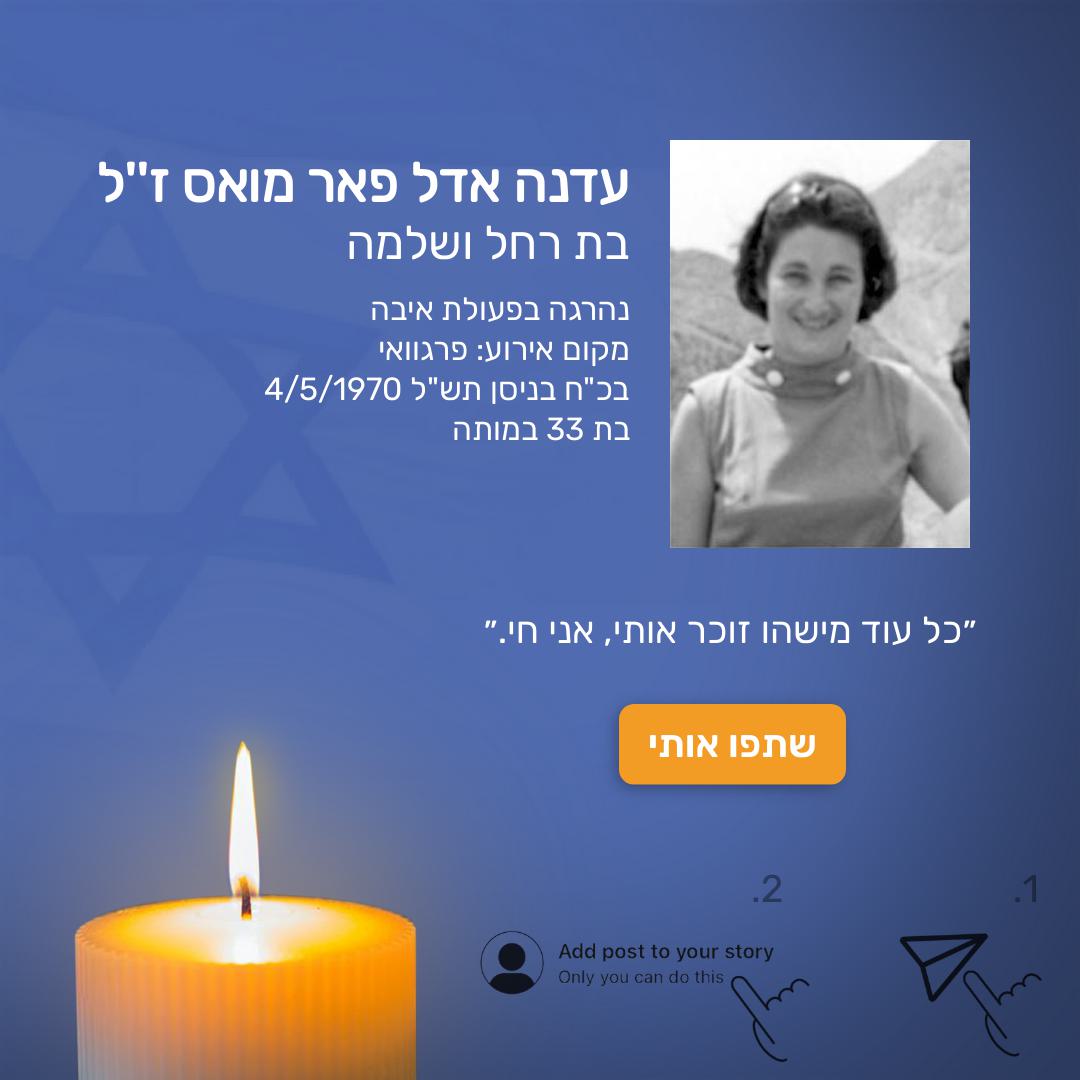 עדנה אדל פאר מואס ז"ל
בת רחל ושלמה
נהרגה בפעולת איבה
מקום אירוע: פרגוואי
בכ"ח בניסן תש"ל 4/5/1970
בת 33 במותה
״כל עוד מישהו זוכר אותי, אני חי.״
שתפו אותי
1.
2.
Add post to your story
Only you can do this